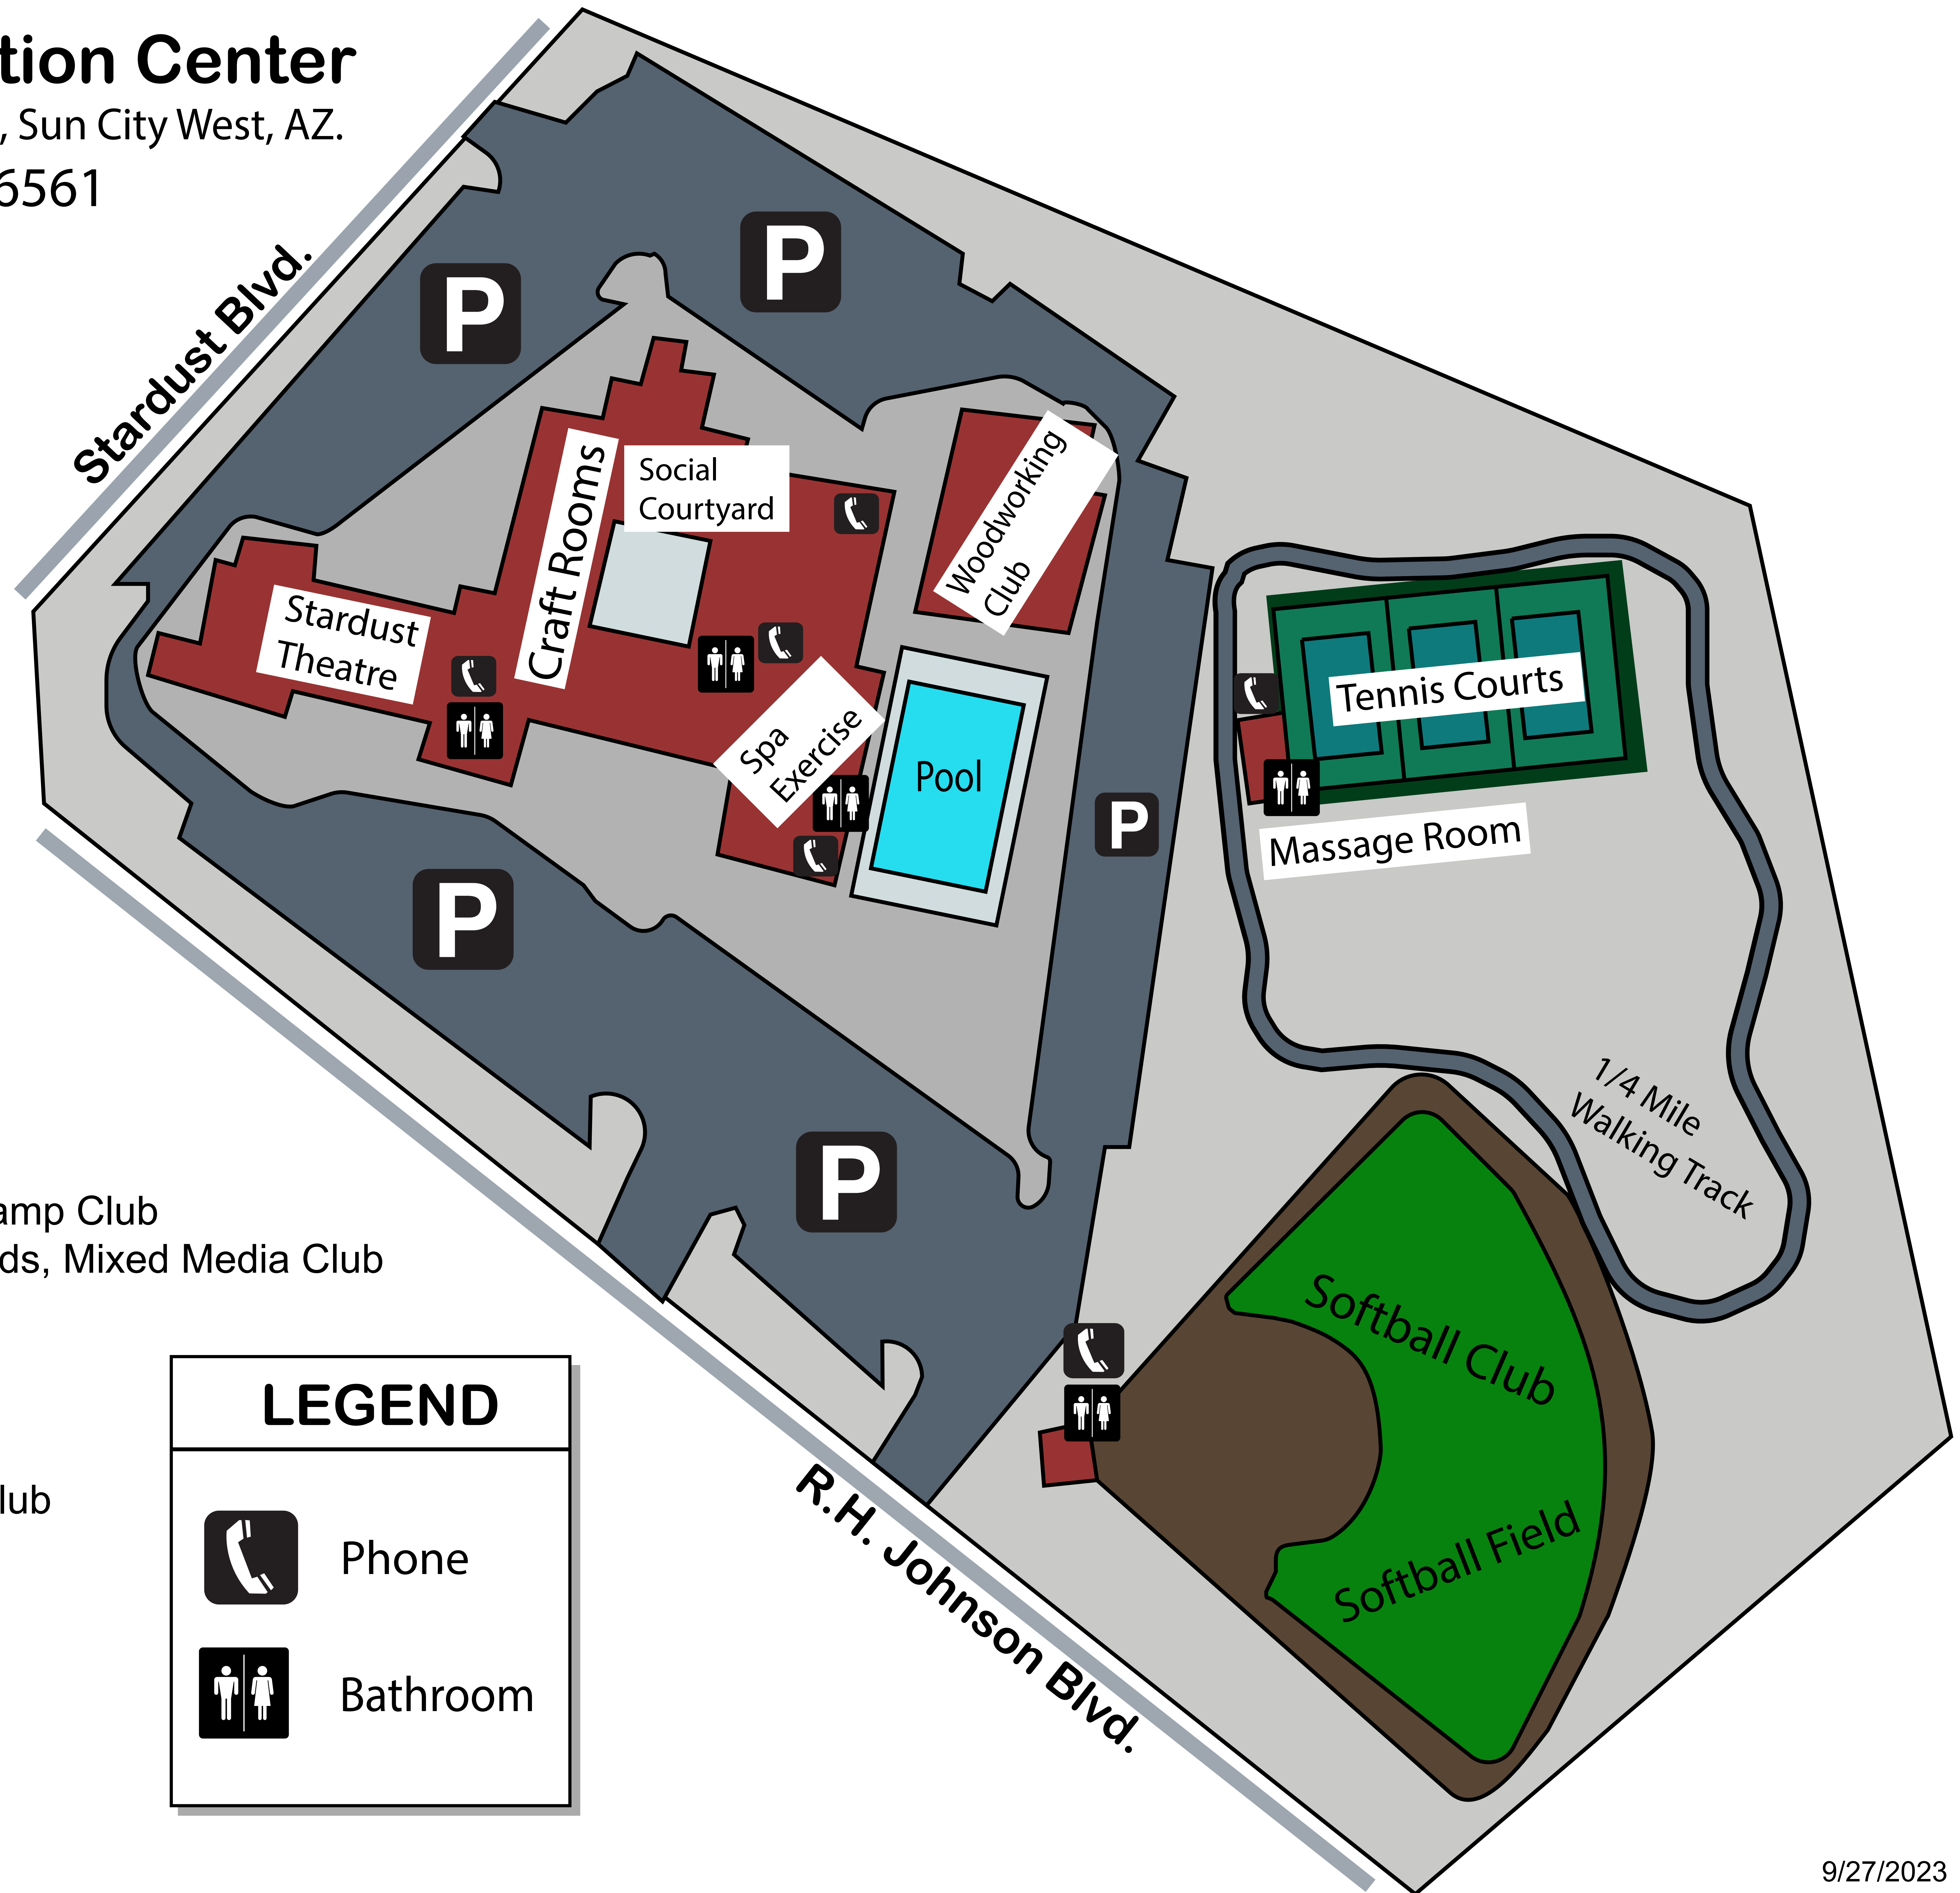 tion Center
, Sun City West, AZ.
6561
Stardust Blvd.
P
P
Craft Rooms
Social
Courtyard
Woodworking
Club
Stardust
Theatre
Spa
Exercise
Pool
P
Tennis Courts
Massage Room
P
1/4 Mile
Walking Track
P
amp Club
ds, Mixed Media Club
Softball Club
LEGEND
Phone
Bathroom
lub
R.H. Johnson Blvd.
Softball Field
9/27/2023